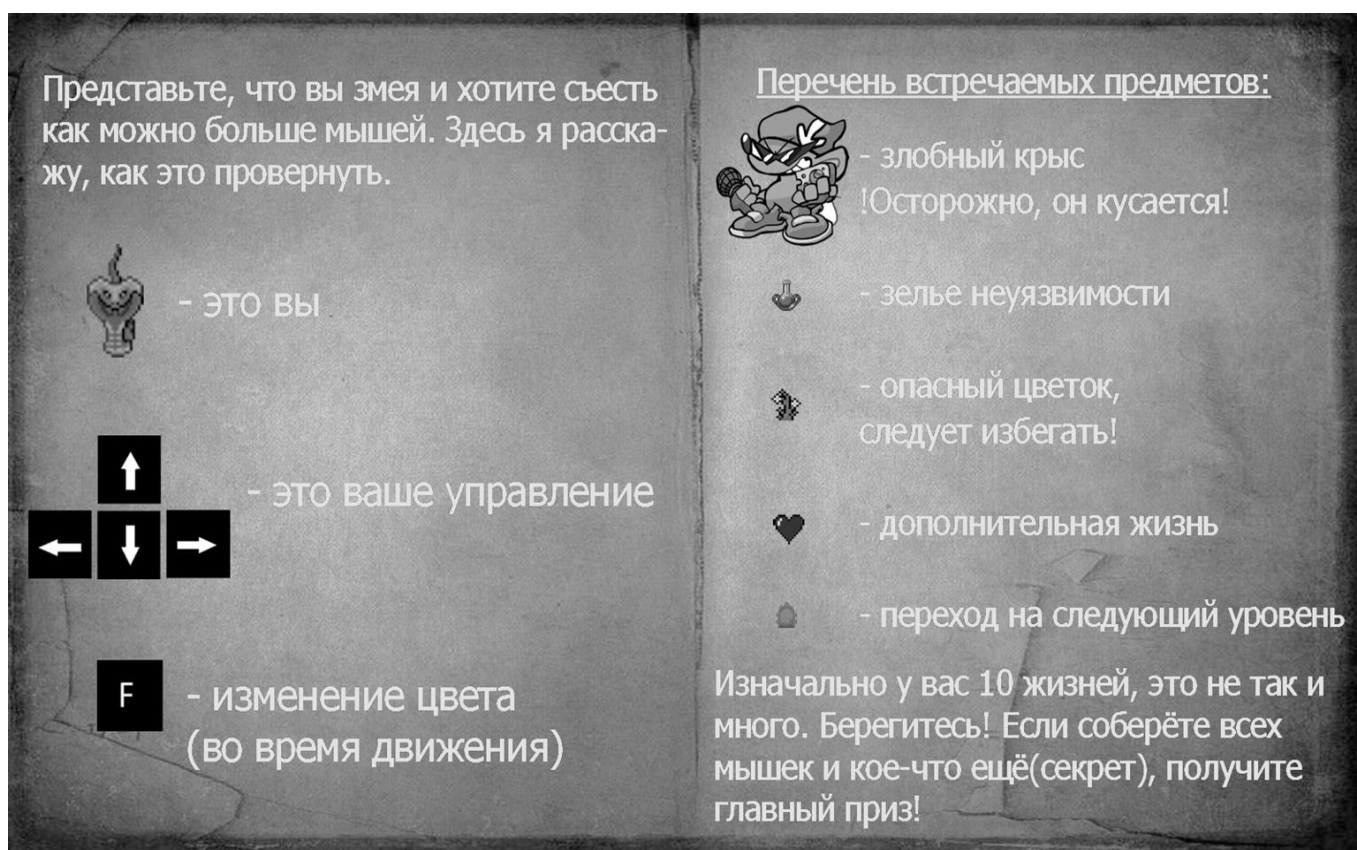 Представьте, что вы змея и хотите съесть
как можно больше мышей. Здесь я расска-
жу, как это провернуть.
- это вы
- это ваше управление
F
- изменение цвета
(во время движения)
Перечень встречаемых предметов:
- злобный крыс
!Осторожно, он кусается!
- зелье неуязвимости
- опасный цветок,
следует избегать!
- дополнительная жизнь
- переход на следующий уровень
Изначально у вас 10 жизней, это не так и
много. Берегитесь! Если соберёте всех
мышек и кое-что ещё(секрет), получите
главный приз!